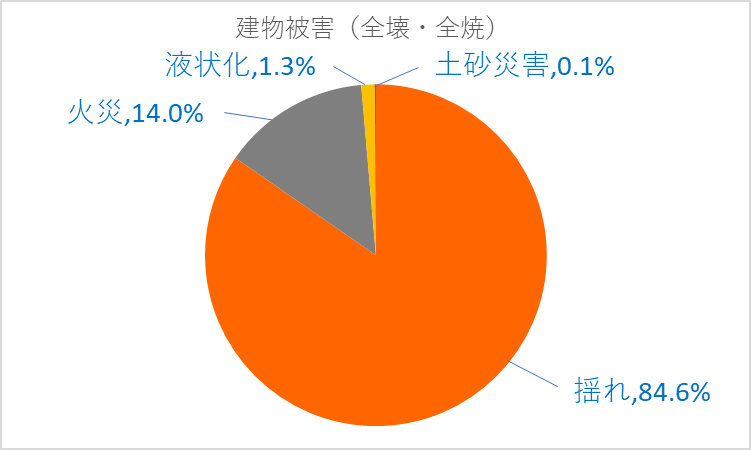 建物被害（全壊・全焼）
液状化,1.3%
土砂災害,0.1%
火災,14.0%
揺れ,84.6%